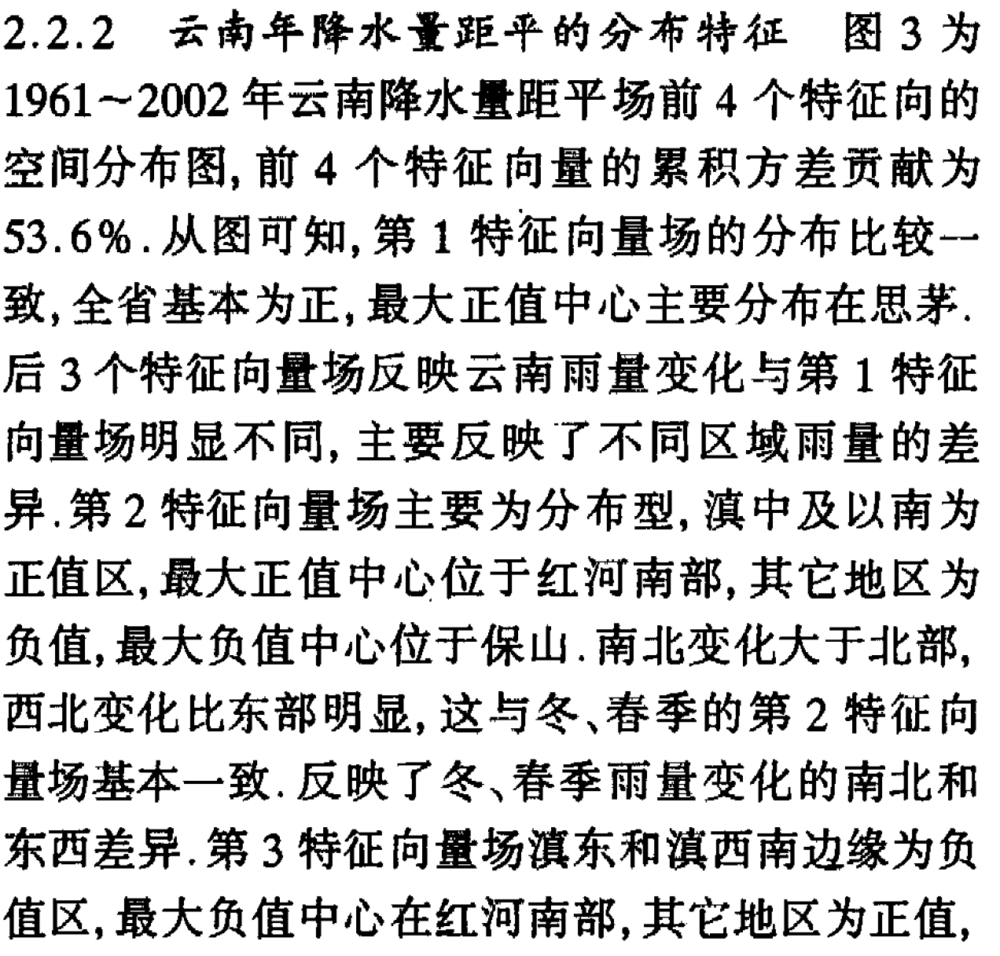 2.2.2 云南年降水量距平的分布特征 图 3 为
1961～2002 年云南降水量距平场前 4 个特征向的
空间分布图, 前 4 个特征向量的累积方差贡献为
53.6%. 从图可知, 第 1 特征向量场的分布比较一
致, 全省基本为正, 最大正值中心主要分布在思茅.
后 3 个特征向量场反映云南雨量变化与第 1 特征
向量场明显不同, 主要反映了不同区域雨量的差
异. 第 2 特征向量场主要为分布型, 滇中及以南为
正值区, 最大正值中心位于红河南部, 其它地区为
负值, 最大负值中心位于保山. 南北变化大于北部,
西北变化比东部明显, 这与冬、春季的第 2 特征向
量场基本一致. 反映了冬、春季雨量变化的南北和
东西差异. 第 3 特征向量场滇东和滇西南边缘为负
值区, 最大负值中心在红河南部, 其它地区为正值,